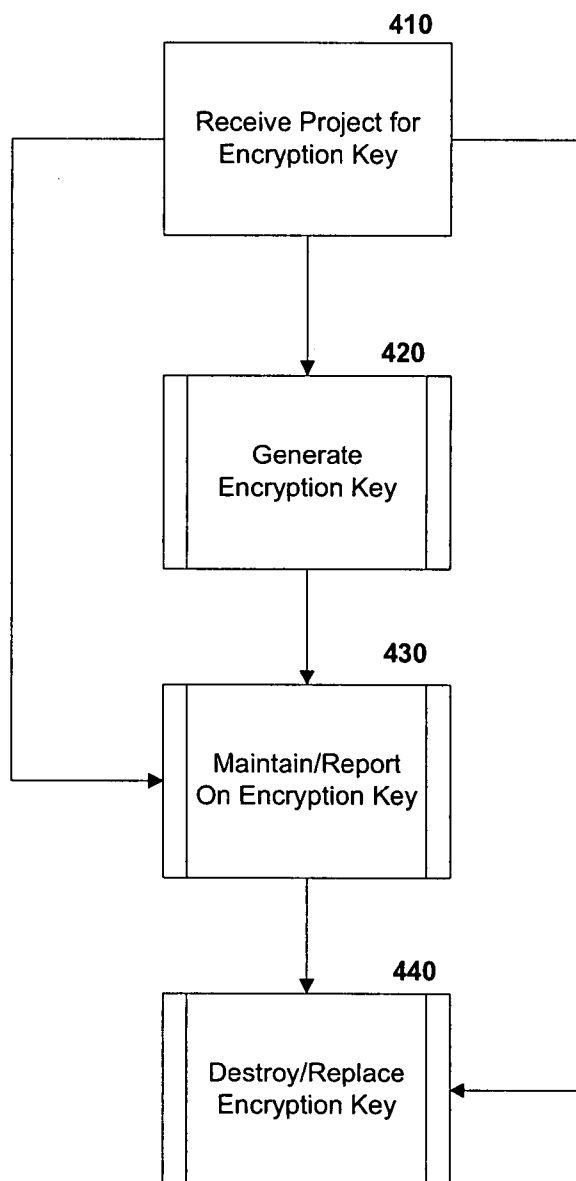 410
Receive Project for
Encryption Key
420
Generate
Encryption Key
430
Maintain/Report
On Encryption Key
440
Destroy/Replace
Encryption Key